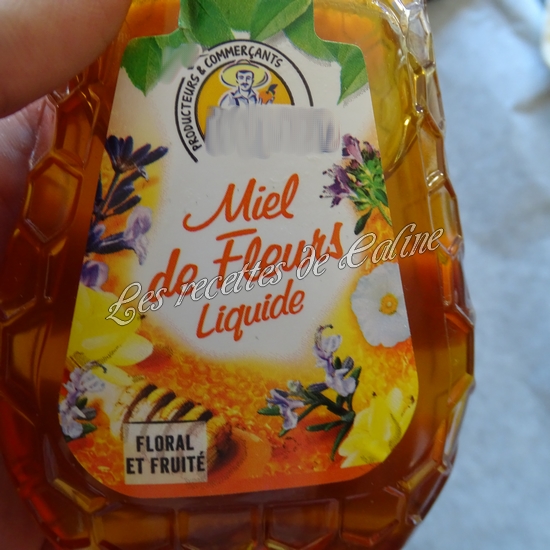 PRODUCTEURS & COMMERÇANTS
Miel
de Fleurs
Les recettes de Caline
Liquide
FLORAL
ET FRUITÉ